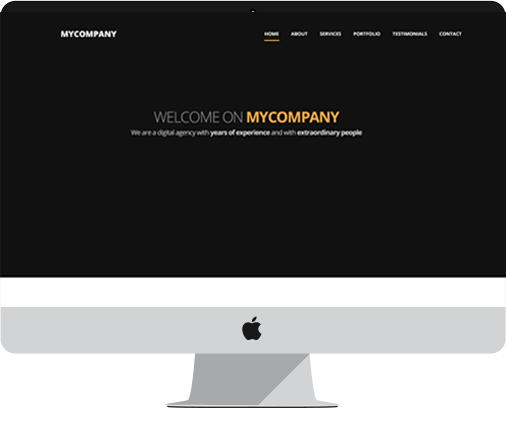 MYCOMPANY HOME ABOUT SERVICES PORTFOLIO TESTIMONIALS CONTACT
WELCOME ON MYCOMPANY
We are a digital agency with years of experience and with extraordinary people